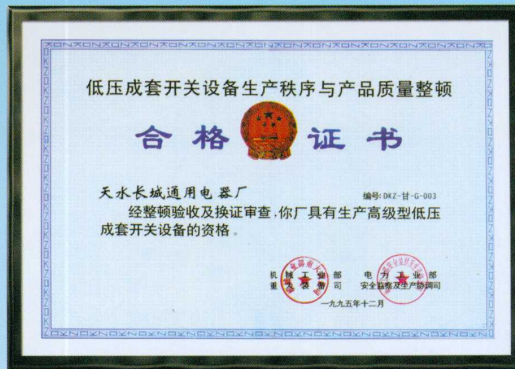 低压成套开关设备生产秩序与产品质量整顿
合格证书
天水长城通用电器厂
编号:DKZ-甘-G-003
经整顿验收及换证审查,你厂具有生产高级型低压
成套开关设备的资格。
机械工业部 电力工业部
重大装备司 安全监察及生产协调司
一九九五年十二月